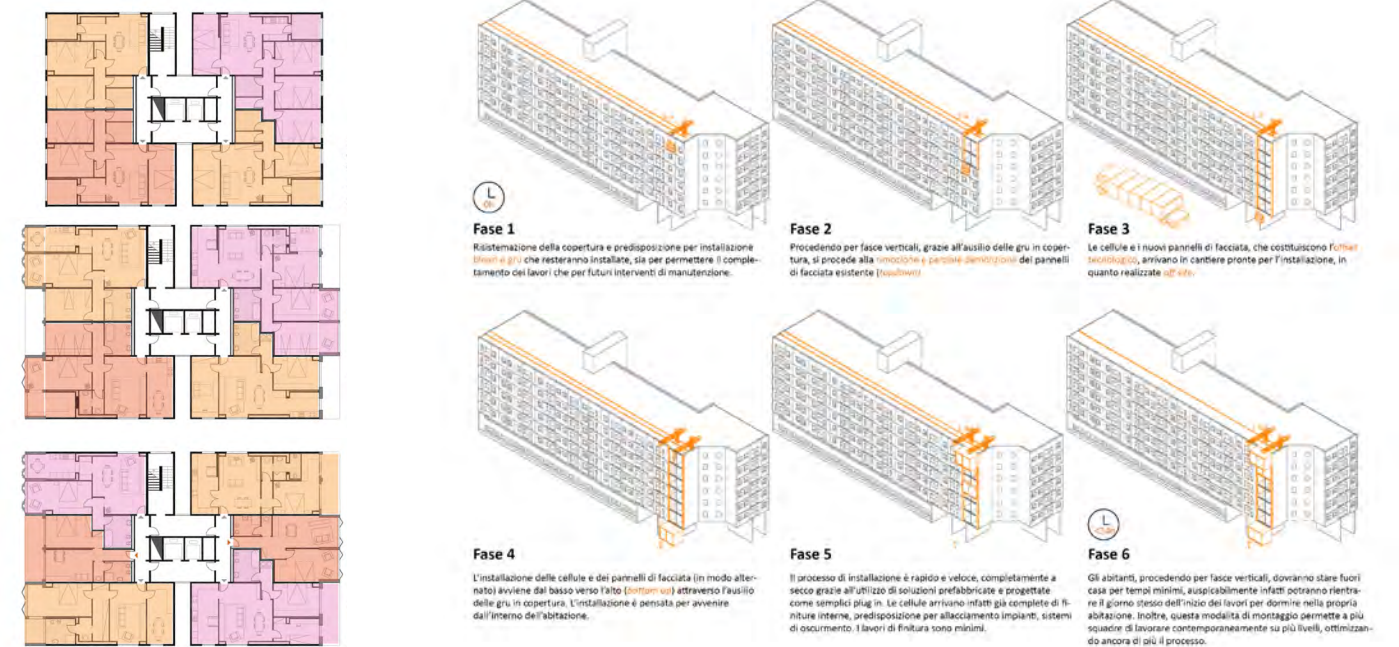 0h
Fase 1
Risistemazione della copertura e predisposizione per installazione
binari e gru che resteranno installate, sia per permettere il comple-
tamento dei lavori che per futuri interventi di manutenzione.
Fase 2
Procedendo per fasce verticali, grazie all'ausilio delle gru in coper-
tura, si procede alla rimozione e parziale demolizione dei pannelli
di facciata esistente (topdown)
Fase 3
Le cellule e i nuovi pannelli di facciata, che costituiscono l'offset
tecnologico, arrivano in cantiere pronte per l'installazione, in
quanto realizzate off site.
Fase 4
L'installazione delle cellule e dei pannelli di facciata (in modo alter-
nato) avviene dal basso verso l'alto (bottom up) attraverso l'ausilio
delle gru in copertura. L'installazione è pensata per avvenire
dall'interno dell'abitazione.
Fase 5
Il processo di installazione è rapido e veloce, completamente a
secco grazie all'utilizzo di soluzioni prefabbricate e progettate
come semplici plug in. Le cellule arrivano infatti già complete di fi-
niture interne, predisposizione per allacciamento impianti, sistemi
di oscurmento. I lavori di finitura sono minimi.
Fase 6
Gli abitanti, procedendo per fasce verticali, dovranno stare fuori
casa per tempi minimi, auspicabilmente infatti potranno rientra-
re il giorno stesso dell'inizio dei lavori per dormire nella propria
abitazione. Inoltre, questa modalità di montaggio permette a più
squadre di lavorare contemporaneamente su più livelli, ottimizzan-
do ancora di più il processo.